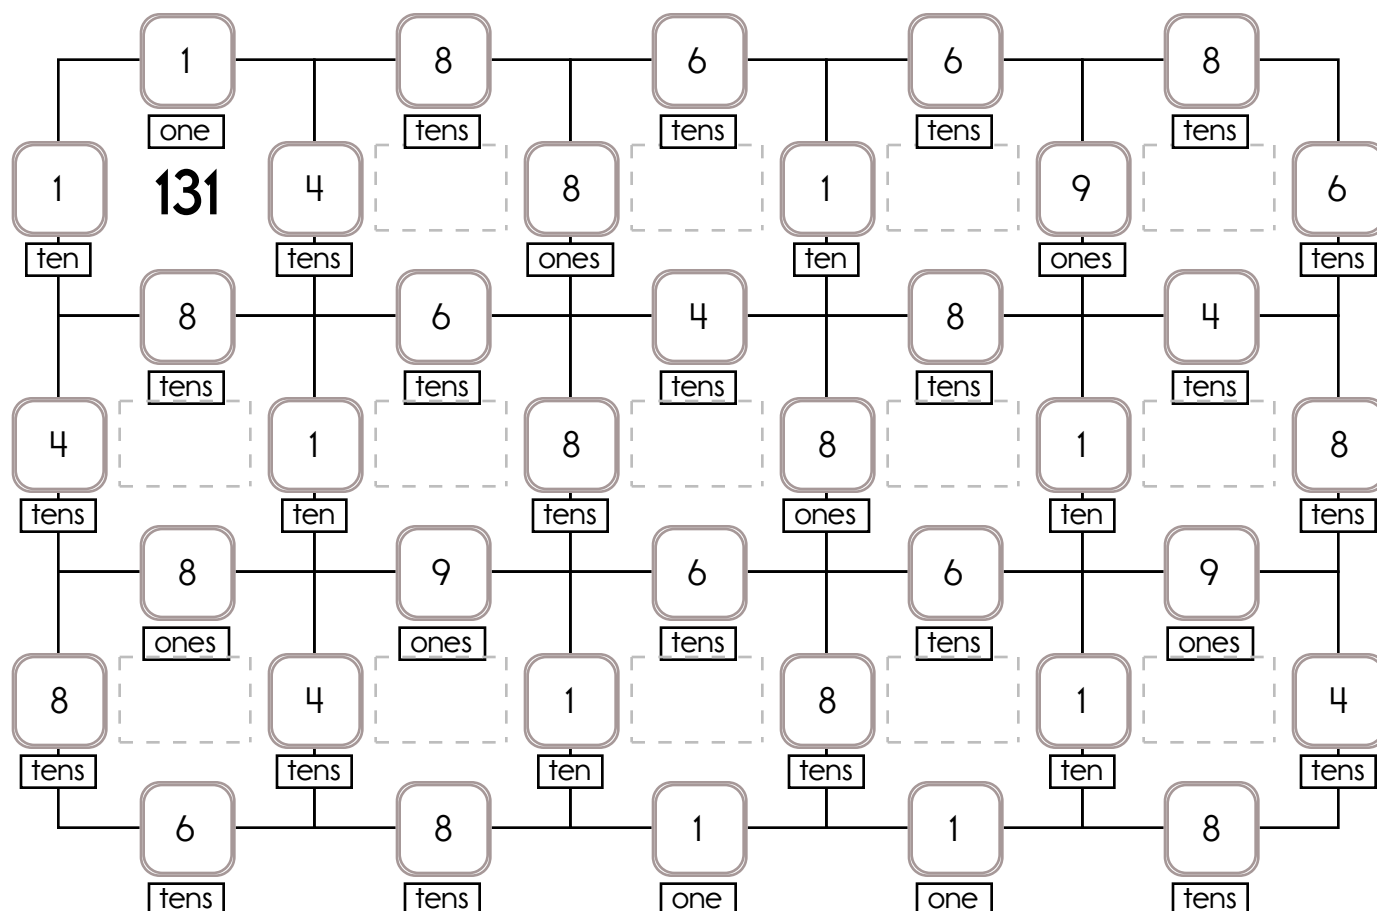 1 8 6 6 8
one tens tens tens tens
1 131 4 8 1 9 6
ten tens ones ten ones tens
8 6 4 8 4
tens tens tens tens tens
4 1 8 8 1 8
tens ten tens ones ten tens
8 9 6 6 9
ones ones tens tens ones
8 4 1 8 1 4
tens tens ten tens ten tens
6 8 1 1 8
tens tens one one tens